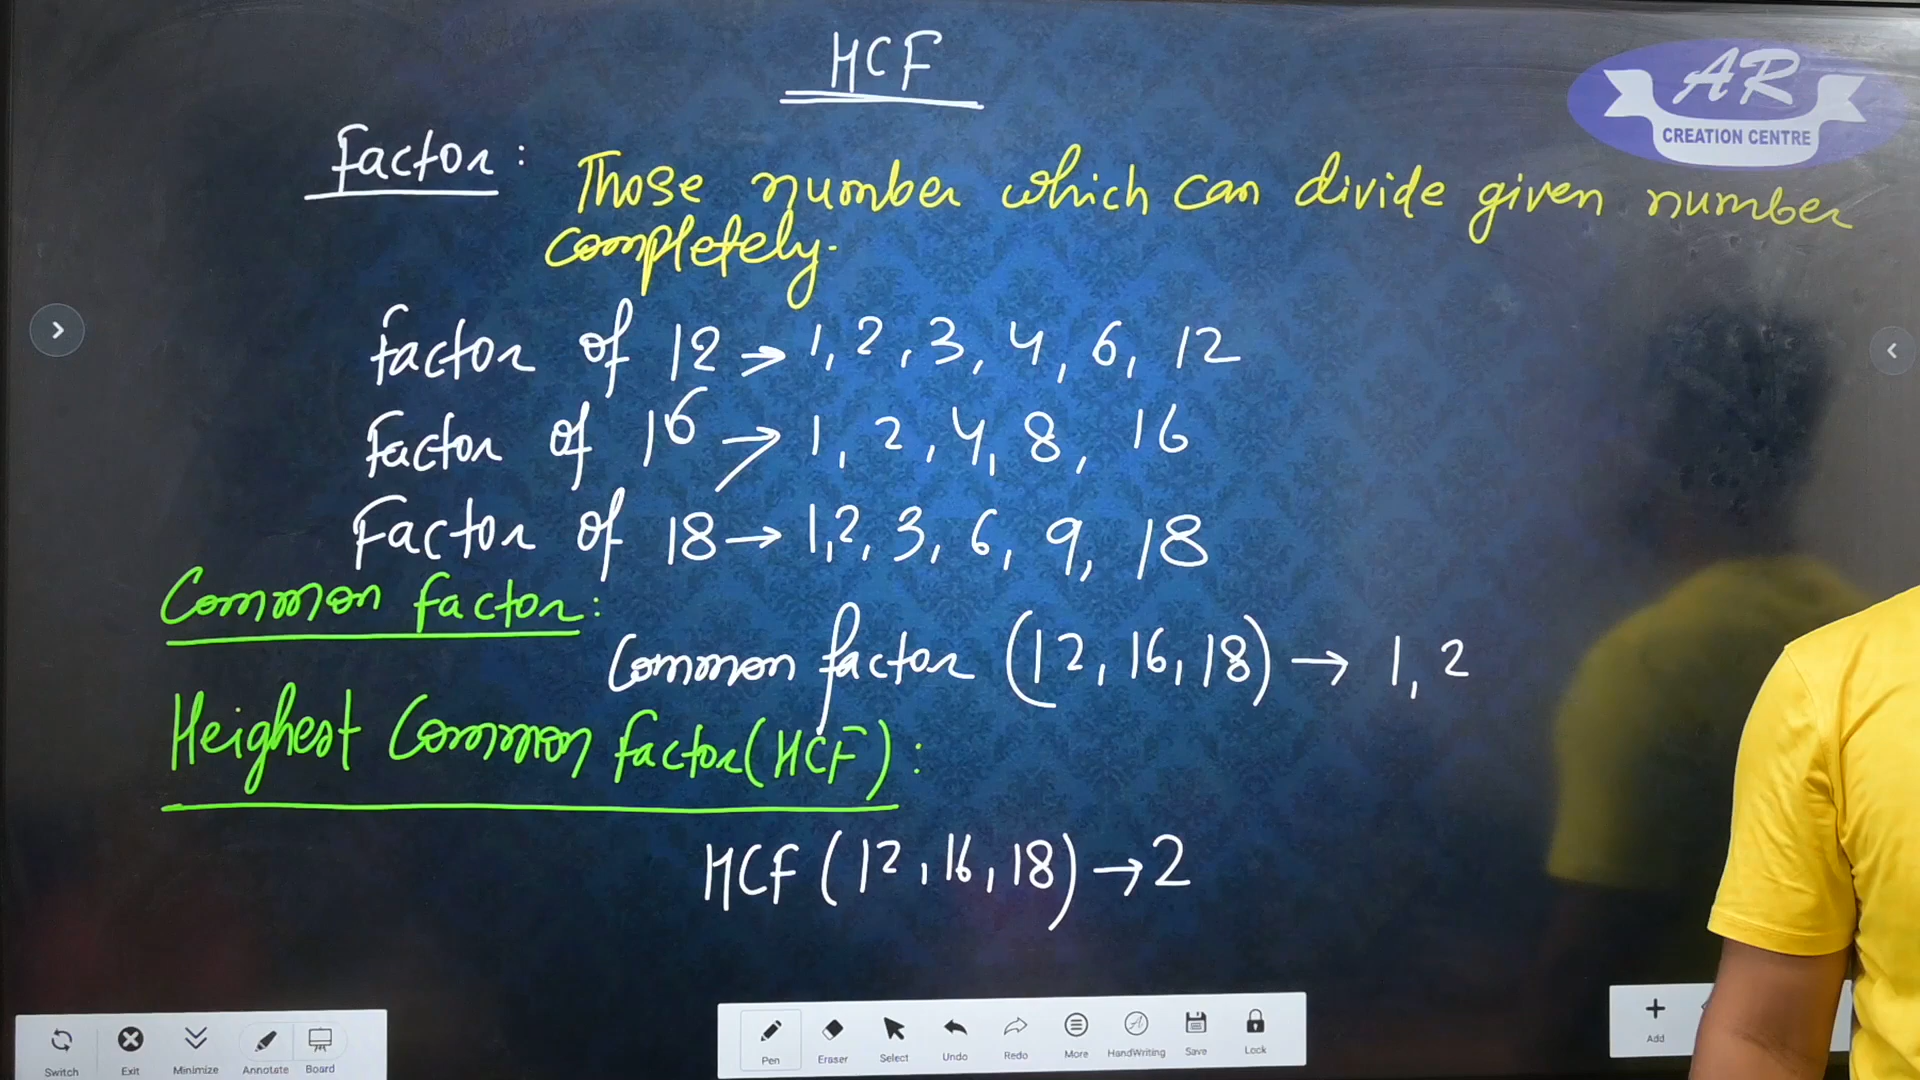 HCF
AR
CREATION CENTRE
Factor:
Those number which can divide given number
completely.
factor of 12 → 1, 2, 3, 4, 6, 12
Factor of 16 → 1, 2, 4, 8, 16
Factor of 18 → 1, 2, 3, 6, 9, 18
Common factor:
Common factor (12, 16, 18) → 1, 2
Heighest Common factor (HCF):
HCF (12, 16, 18) → 2
Switch Exit Minimize Annotate Board
Pen Eraser Select Undo Redo More HandWriting Save Lock
Add